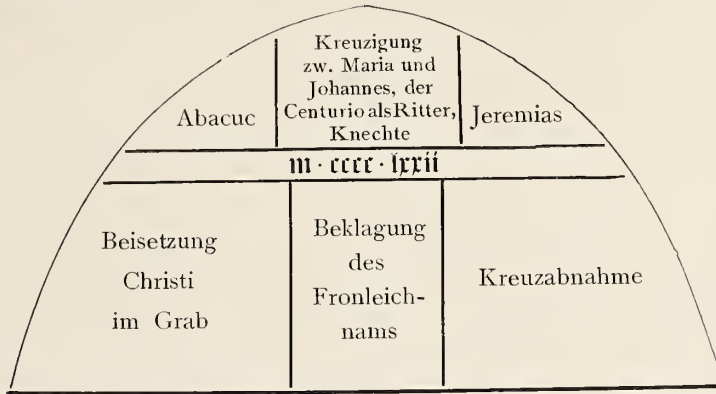 Abacuc
Kreuzigung
zw. Maria und
Johannes, der
Centurio als Ritter,
Knechte
Jeremias
m · cccc · lxxii
Beisetzung
Christi
im Grab
Beklagung
des
Fronleich-
nams
Kreuzabnahme